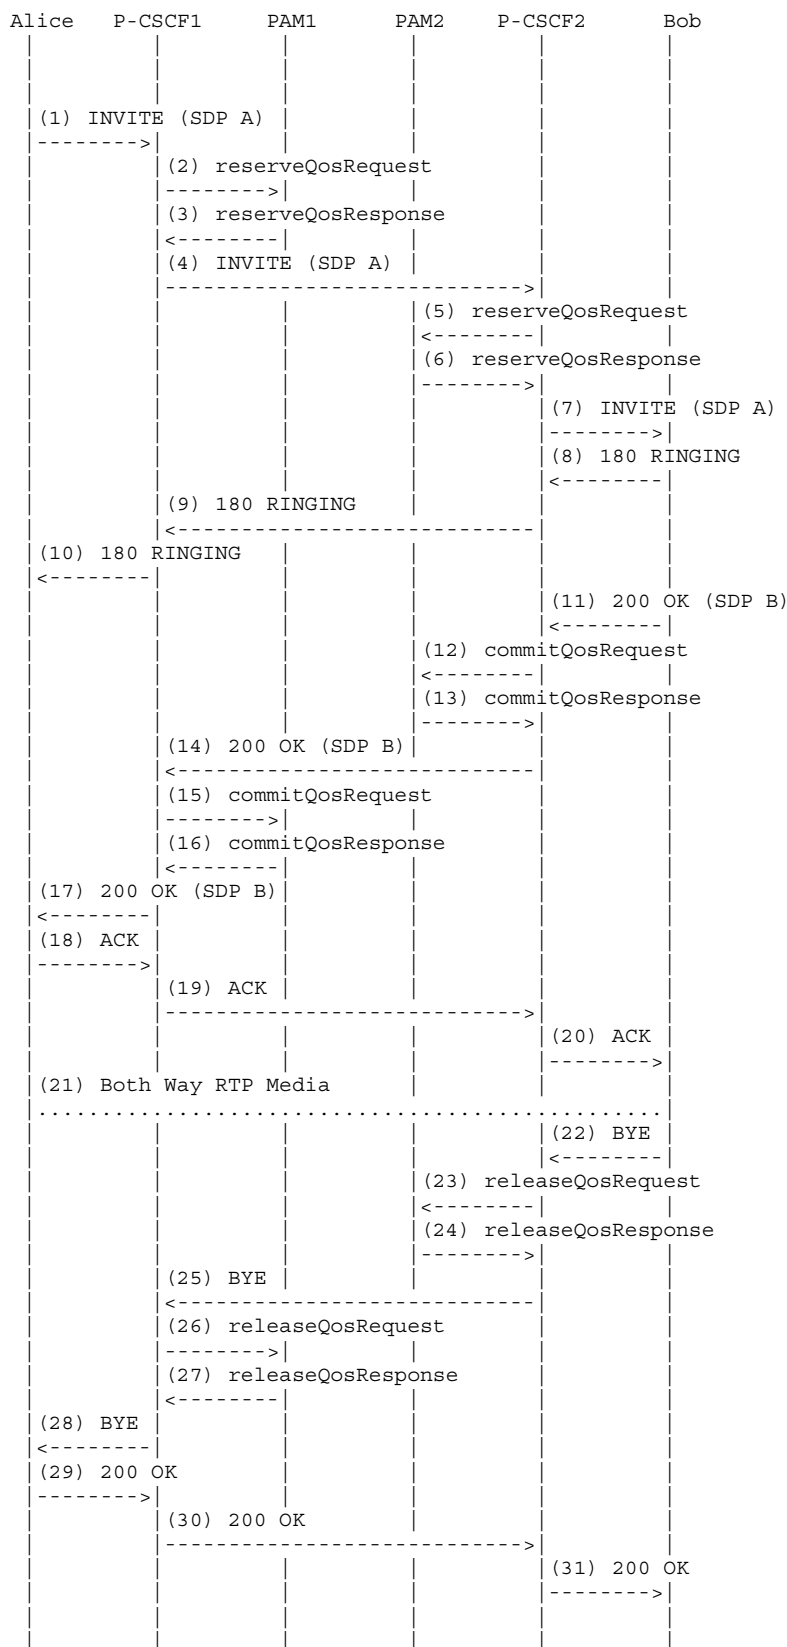 Alice P-CSCF1 PAM1 PAM2 P-CSCF2 Bob
(1) INVITE (SDP A)
(2) reserveQosRequest
(3) reserveQosResponse
(4) INVITE (SDP A)
(5) reserveQosRequest
(6) reserveQosResponse
(7) INVITE (SDP A)
(8) 180 RINGING
(9) 180 RINGING
(10) 180 RINGING
(11) 200 OK (SDP B)
(12) commitQosRequest
(13) commitQosResponse
(14) 200 OK (SDP B)
(15) commitQosRequest
(16) commitQosResponse
(17) 200 OK (SDP B)
(18) ACK
(19) ACK
(20) ACK
(21) Both Way RTP Media
(22) BYE
(23) releaseQosRequest
(24) releaseQosResponse
(25) BYE
(26) releaseQosRequest
(27) releaseQosResponse
(28) BYE
(29) 200 OK
(30) 200 OK
(31) 200 OK